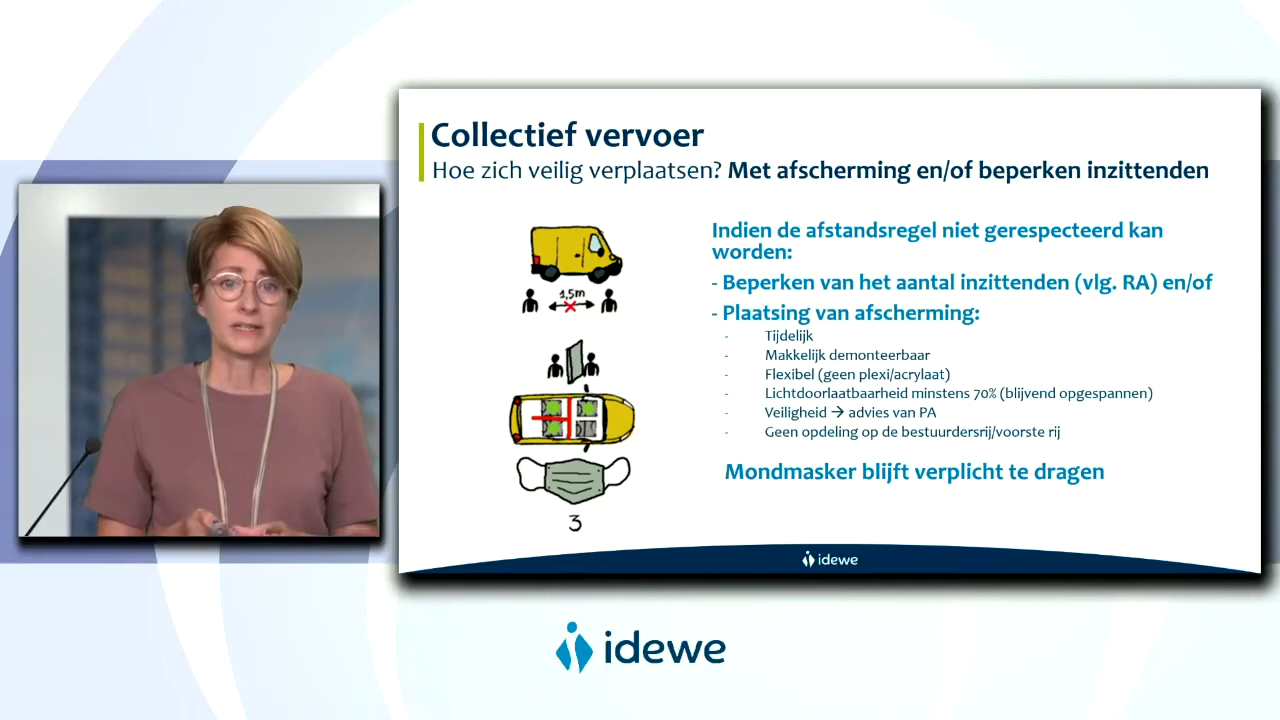 Collectief vervoer
Hoe zich veilig verplaatsen? Met afscherming en/of beperken inzittenden
Indien de afstandsregel niet gerespecteerd kan
worden:
- Beperken van het aantal inzittenden (vlg. RA) en/of
- Plaatsing van afscherming:
- Tijdelijk
- Makkelijk demonteerbaar
- Flexibel (geen plexi/acrylaat)
- Lichtdoorlaatbaarheid minstens 70% (blijvend opgespannen)
- Veiligheid → advies van PA
- Geen opdeling op de bestuurdersrij/voorste rij
Mondmasker blijft verplicht te dragen
1,5m
3
idewe
idewe